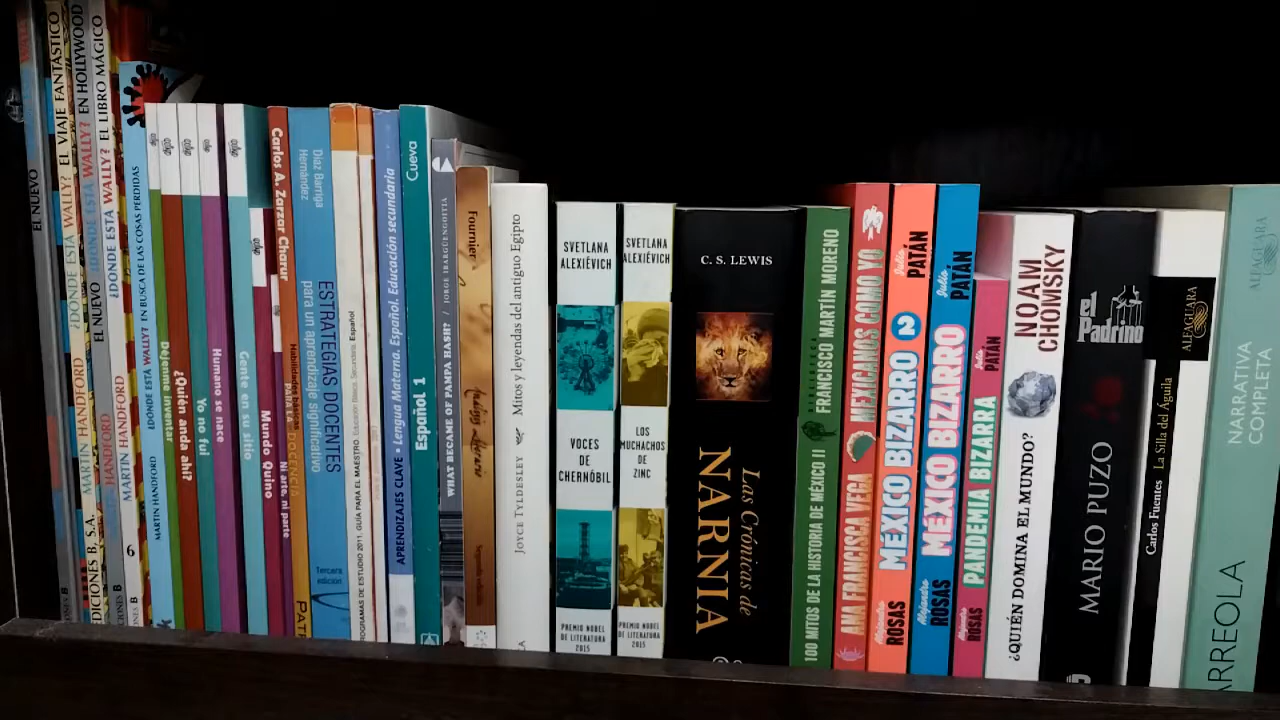 WALLY
EL NUEVO
¿DONDE ESTÁ WALLY? EL VIAJE FANTÁSTICO
MARTIN HANDFORD
EDICIONES B, S.A.
¿DONDE ESTÁ WALLY? EN HOLLYWOOD
EL NUEVO
HANDFORD
¿DONDE ESTÁ WALLY? EL LIBRO MÁGICO
MARTIN HANDFORD
6
B
¿DÓNDE ESTÁ WALLY? EN BUSCA DE LAS COSAS PERDIDAS
MARTIN HANDFORD
Déjenme inventar
¿Quién anda ahí?
Yo no fui
Humano se nace
Gente en su sitio
Mundo Quino
Ni arte, ni parte
Carlos A. Zarzar Charur
Habilidades básicas
PARA LA DOCENCIA
Díaz Barriga
Hernández
ESTRATEGIAS DOCENTES
para un aprendizaje significativo
Tercera
edición
PROGRAMAS DE ESTUDIO 2011. GUÍA PARA EL MAESTRO. Educación Básica. Secundaria. Español
APRENDIZAJES CLAVE • Lengua Materna. Español. Educación secundaria
Cueva
Español 1
WHAT BECAME OF PAMPA HASH? / JORGE IBARGÜENGOITIA
Fournier
JOYCE TYLDESLEY Mitos y leyendas del antiguo Egipto
SVETLANA
ALEXIÉVICH
VOCES
DE
CHERNÓBIL
PREMIO NOBEL
DE LITERATURA
2015
SVETLANA
ALEXIÉVICH
LOS
MUCHACHOS
DE
ZINC
PREMIO NOBEL
DE LITERATURA
2015
C. S. LEWIS
Las Crónicas de
NARNIA
100 MITOS DE LA HISTORIA DE MÉXICO II FRANCISCO MARTÍN MORENO
ANA FRANCISCA VEGA MEXICANOS COMO YO
Alejandro
ROSAS
MÉXICO BIZARRO 2
Julio
PATÁN
Alejandro
ROSAS
MÉXICO BIZARRO
Julio
PATÁN
Alejandro
ROSAS
PANDEMIA BIZARRA
Julio
PATÁN
NOAM
CHOMSKY
¿QUIÉN DOMINA EL MUNDO?
el
Padrino
MARIO PUZO
ALFAGUARA
Carlos Fuentes La Silla del Águila
ALFAGUARA
NARRATIVA
COMPLETA
ARREOLA